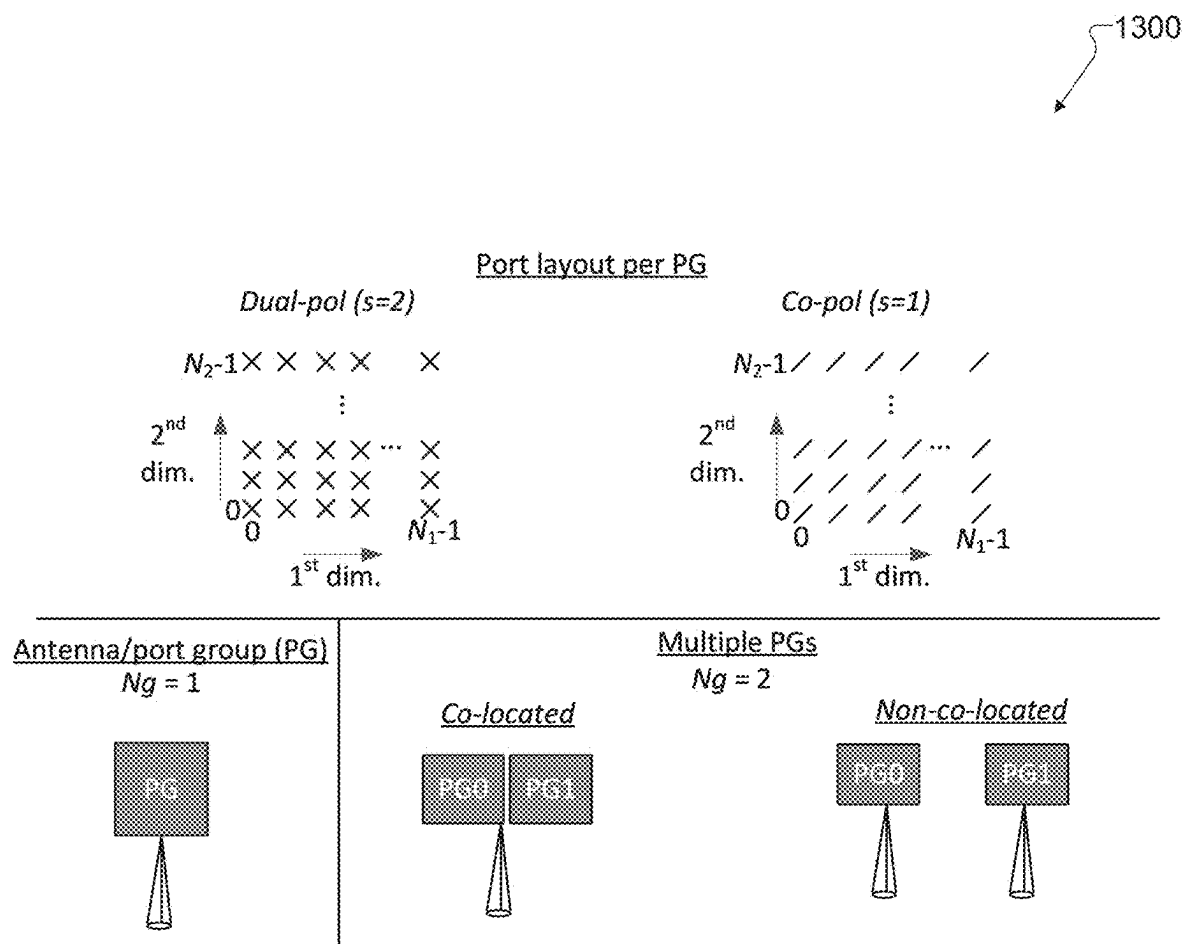 1300
Port layout per PG
Dual-pol (s=2)
Co-pol (s=1)
N₂-1
...
2nd
dim.
...
0
0
N₁-1
1st dim.
N₂-1
...
2nd
dim.
...
0
0
N₁-1
1st dim.
Antenna/port group (PG)
Ng = 1
PG
Multiple PGs
Ng = 2
Co-located
PG0 PG1
Non-co-located
PG0 PG1